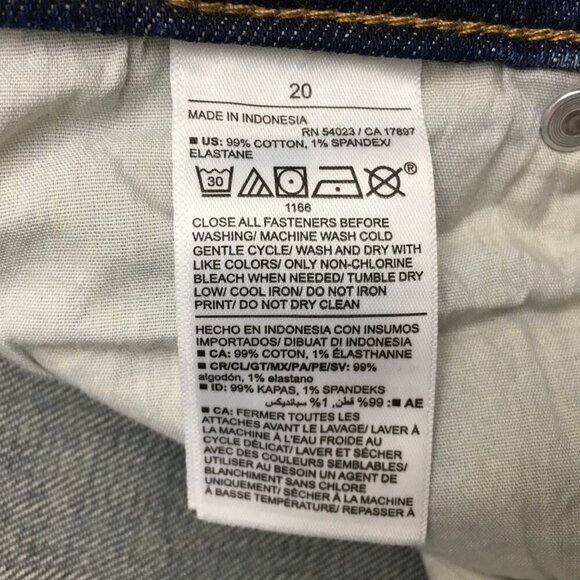 20
MADE IN INDONESIA
RN 54023 / CA 17897
■ US: 99% COTTON, 1% SPANDEX/
ELASTANE
30
®
1166
CLOSE ALL FASTENERS BEFORE
WASHING/ MACHINE WASH COLD
GENTLE CYCLE/ WASH AND DRY WITH
LIKE COLORS/ ONLY NON-CHLORINE
BLEACH WHEN NEEDED/ TUMBLE DRY
LOW/ COOL IRON/ DO NOT IRON
PRINT/ DO NOT DRY CLEAN
HECHO EN INDONESIA CON INSUMOS
IMPORTADOS/ DIBUAT DI INDONESIA
■ CA: 99% COTON, 1% ÉLASTHANNE
■ CR/CL/GT/MX/PA/PE/SV: 99%
algodón, 1% elastano
■ ID: 99% KAPAS, 1% SPANDEKS
■ AE: 99% قطن, 1% سباندیکس
■ CA: FERMER TOUTES LES
ATTACHES AVANT LE LAVAGE/ LAVER À
LA MACHINE À L'EAU FROIDE AU
CYCLE DÉLICAT/ LAVER ET SÉCHER
AVEC DES COULEURS SEMBLABLES/
UTILISER AU BESOIN UN AGENT DE
BLANCHIMENT SANS CHLORE
UNIQUEMENT/ SÉCHER À LA MACHINE
À BASSE TEMPÉRATURE/ REPASSER À